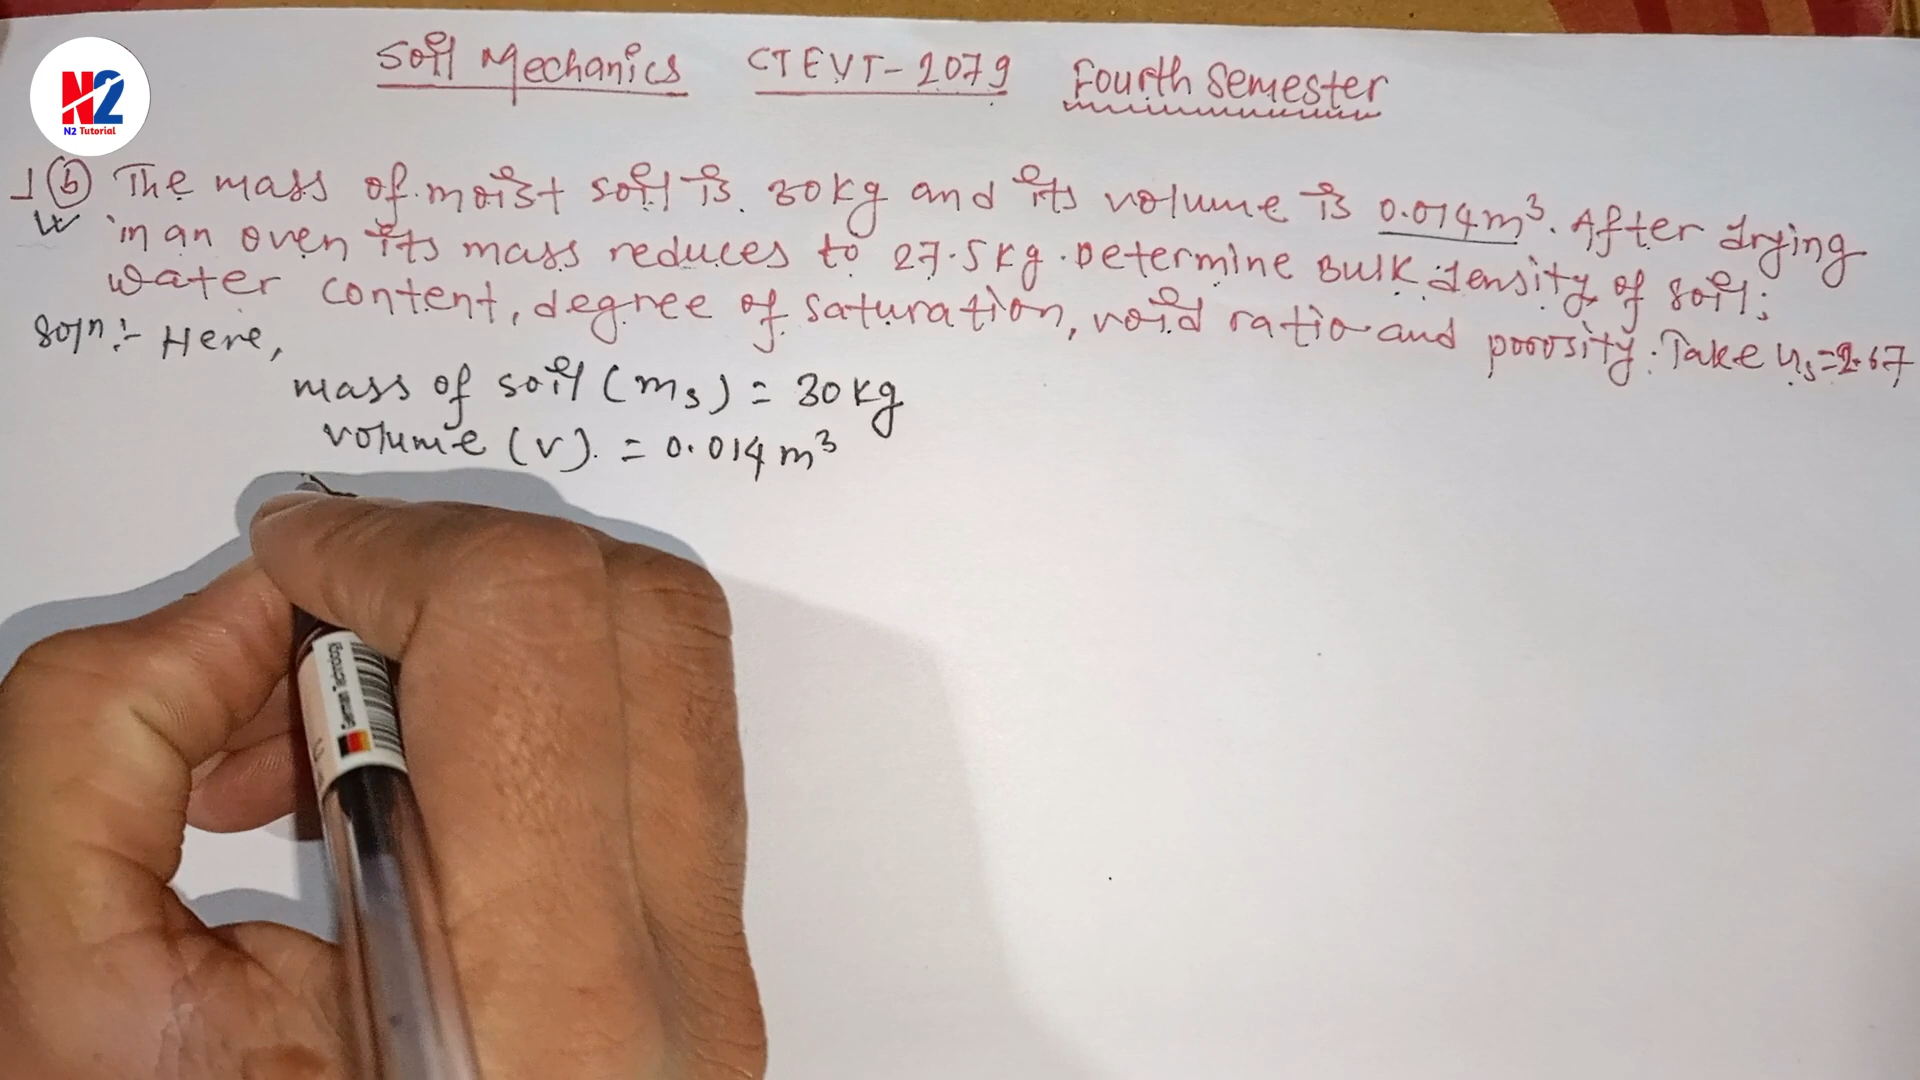 N2
N2 Tutorial
Soil Mechanics CTEVT-2079 Fourth Semester
1 (b) The mass of moist soil is 30kg and its volume is 0.014m³. After drying
in an oven its mass reduces to 27.5kg. Determine Bulk density of soil;
water content, degree of saturation, void ratio and porosity. Take Gs=2.67
Soln:- Here,
mass of soil (ms) = 30kg
volume (v) = 0.014 m³